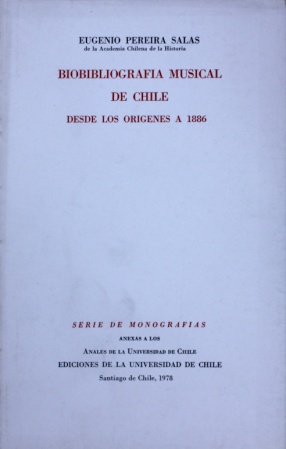 EUGENIO PEREIRA SALAS
de la Academia Chilena de la Historia
BIOBIBLIOGRAFIA MUSICAL
DE CHILE
DESDE LOS ORIGENES A 1886
SERIE DE MONOGRAFIAS
ANEXAS A LOS
ANALES DE LA UNIVERSIDAD DE CHILE
EDICIONES DE LA UNIVERSIDAD DE CHILE
Santiago de Chile, 1978